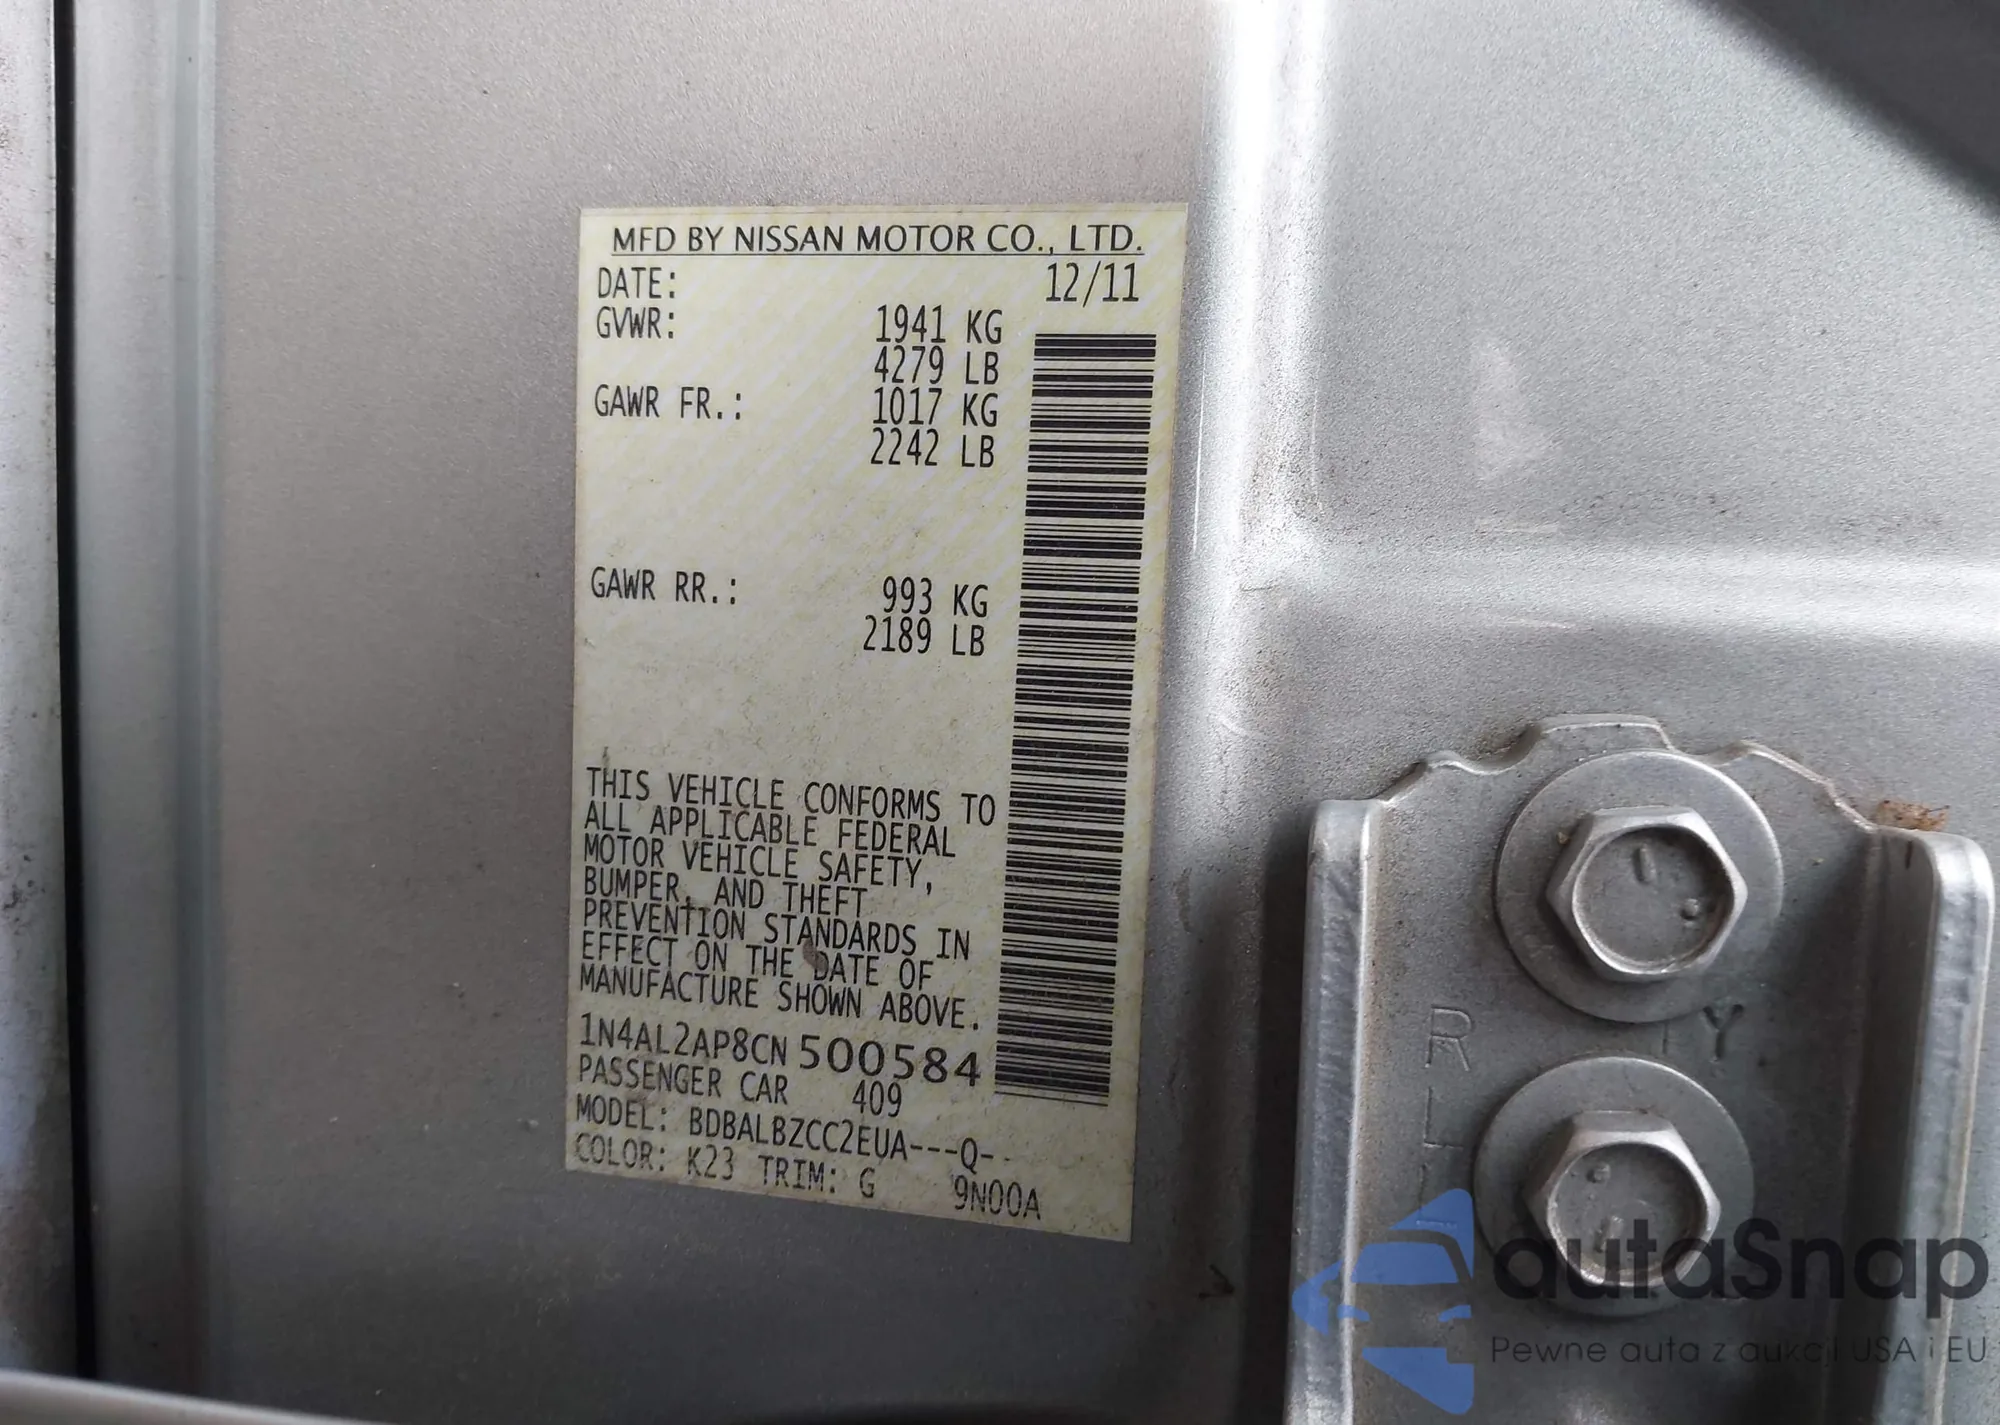 MFD BY NISSAN MOTOR CO., LTD.
DATE: 12/11
GVWR: 1941 KG
4279 LB
GAWR FR.: 1017 KG
2242 LB
GAWR RR.: 993 KG
2189 LB
THIS VEHICLE CONFORMS TO
ALL APPLICABLE FEDERAL
MOTOR VEHICLE SAFETY,
BUMPER, AND THEFT
PREVENTION STANDARDS IN
EFFECT ON THE DATE OF
MANUFACTURE SHOWN ABOVE.
1N4AL2AP8CN500584
PASSENGER CAR 409
MODEL: BDBALBZCC2EUA---Q--
COLOR: K23 TRIM: G 9N00A
R Y
L
autaSnap
Pewne auta z aukcji USA i EU